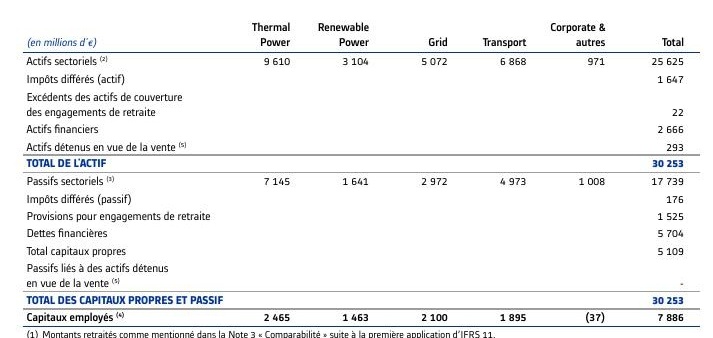 Thermal Renewable Corporate &
(en millions d'€) Power Power Grid Transport autres Total
Actifs sectoriels (2) 9 610 3 104 5 072 6 868 971 25 625
Impôts différés (actif) 1 647
Excédents des actifs de couverture
des engagements de retraite 22
Actifs financiers 2 666
Actifs détenus en vue de la vente (5) 293
TOTAL DE L'ACTIF 30 253
Passifs sectoriels (3) 7 145 1 641 2 972 4 973 1 008 17 739
Impôts différés (passif) 176
Provisions pour engagements de retraite 1 525
Dettes financières 5 704
Total capitaux propres 5 109
Passifs liés à des actifs détenus
en vue de la vente (5) -
TOTAL DES CAPITAUX PROPRES ET PASSIF 30 253
Capitaux employés (4) 2 465 1 463 2 100 1 895 (37) 7 886
(1) Montants retraités comme mentionné dans la Note 3 « Comparabilité » suite à la première application d'IFRS 11.